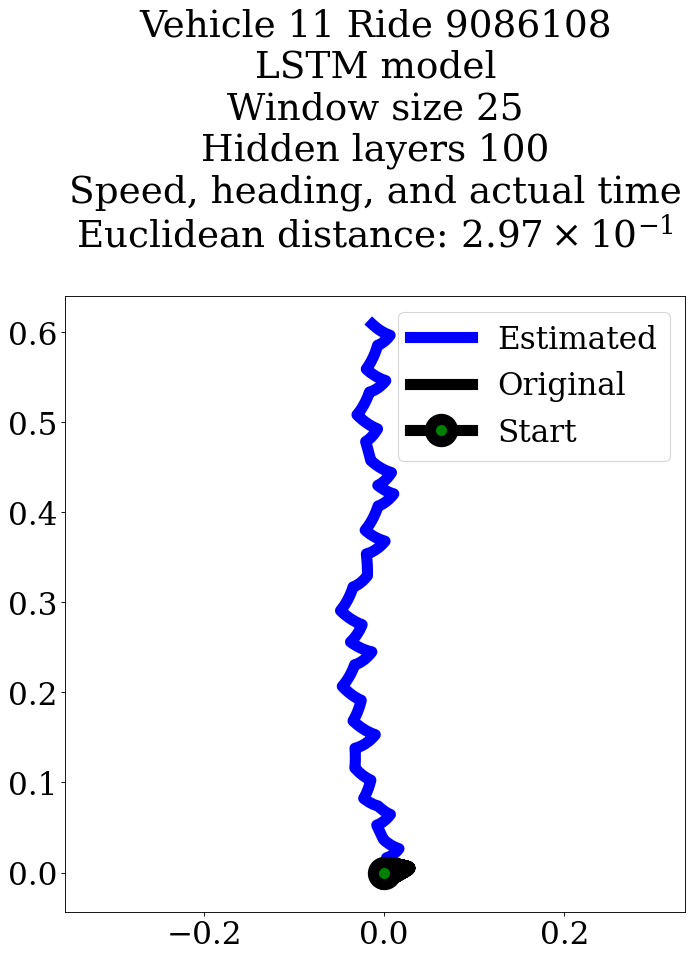 Vehicle 11 Ride 9086108
LSTM model
Window size 25
Hidden layers 100
Speed, heading, and actual time
Euclidean distance: 2.97 × 10⁻¹
Estimated
Original
Start
0.6
0.5
0.4
0.3
0.2
0.1
0.0
−0.2 0.0 0.2